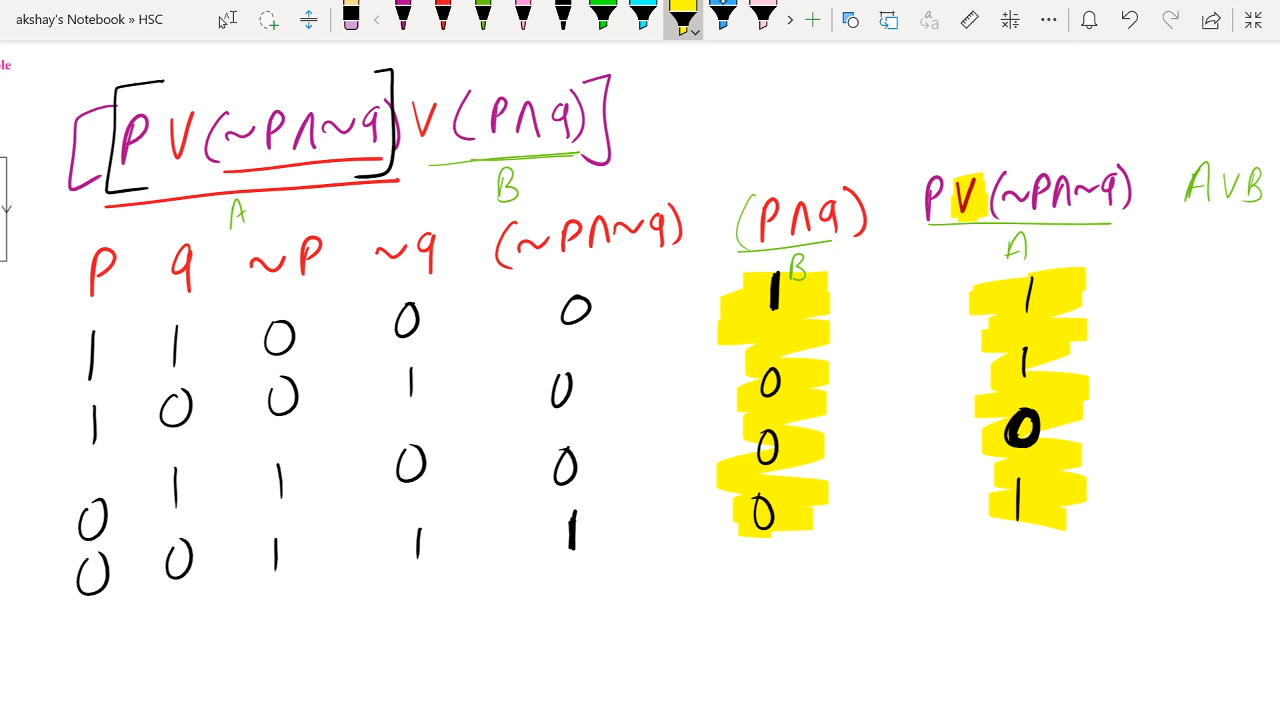 akshay's Notebook » HSC
le
[[P V (~P ∧ ~q)] V (P ∧ q)]
A B
P q ~P ~q (~P ∧ ~q) (P ∧ q) P V (~P ∧ ~q) A V B
B A
1 1 0 0 0 1 1
1 0 0 1 0 0 1
0 1 1 0 0 0 0
0 0 1 1 1 0 1